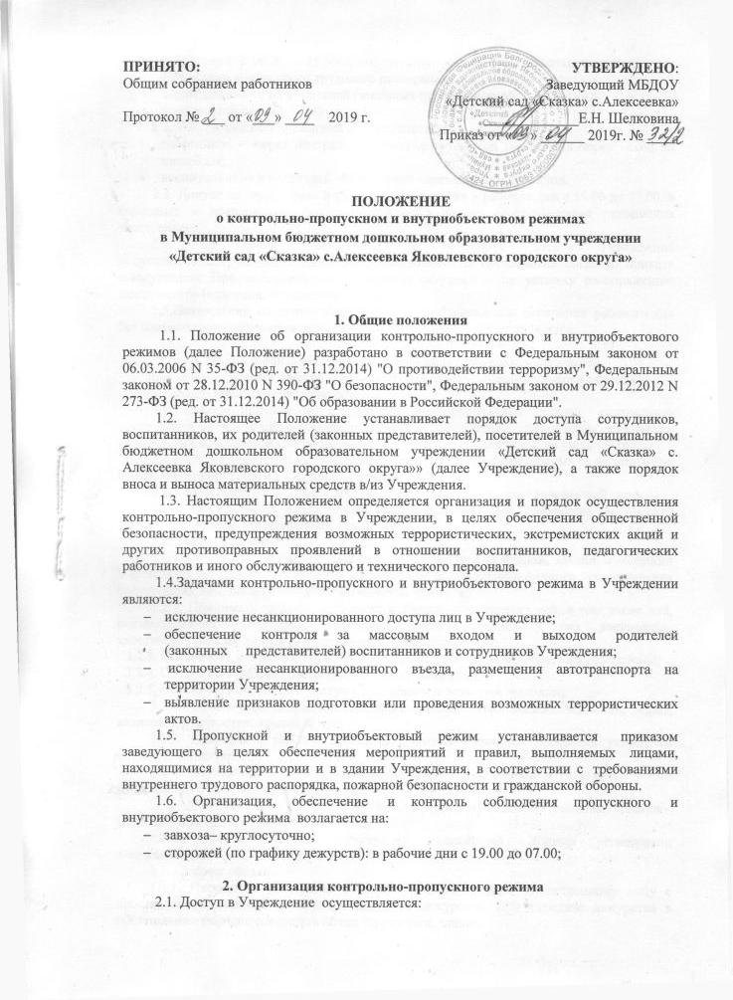 ПРИНЯТО:
Общим собранием работников
Протокол № 2 от «09» 04 2019 г.
УТВЕРЖДЕНО:
Заведующий МБДОУ
«Детский сад «Сказка» с.Алексеевка»
Е.Н. Шелковина
Приказ от «09» 04 2019г. № 32/2
ПОЛОЖЕНИЕ
о контрольно-пропускном и внутриобъектовом режимах
в Муниципальном бюджетном дошкольном образовательном учреждении
«Детский сад «Сказка» с.Алексеевка Яковлевского городского округа»
1. Общие положения
1.1. Положение об организации контрольно-пропускного и внутриобъектового
режимов (далее Положение) разработано в соответствии с Федеральным законом от
06.03.2006 N 35-ФЗ (ред. от 31.12.2014) "О противодействии терроризму", Федеральным
законом от 28.12.2010 N 390-ФЗ "О безопасности", Федеральным законом от 29.12.2012 N
273-ФЗ (ред. от 31.12.2014) "Об образовании в Российской Федерации".
1.2. Настоящее Положение устанавливает порядок доступа сотрудников,
воспитанников, их родителей (законных представителей), посетителей в Муниципальном
бюджетном дошкольном образовательном учреждении «Детский сад «Сказка» с.
Алексеевка Яковлевского городского округа»» (далее Учреждение), а также порядок
вноса и выноса материальных средств в/из Учреждения.
1.3. Настоящим Положением определяется организация и порядок осуществления
контрольно-пропускного режима в Учреждении, в целях обеспечения общественной
безопасности, предупреждения возможных террористических, экстремистских акций и
других противоправных проявлений в отношении воспитанников, педагогических
работников и иного обслуживающего и технического персонала.
1.4.Задачами контрольно-пропускного и внутриобъектового режима в Учреждении
являются:
– исключение несанкционированного доступа лиц в Учреждение;
– обеспечение контроля за массовым входом и выходом родителей
(законных представителей) воспитанников и сотрудников Учреждения;
– исключение несанкционированного въезда, размещения автотранспорта на
территории Учреждения;
– выявление признаков подготовки или проведения возможных террористических
актов.
1.5. Пропускной и внутриобъектовый режим устанавливается приказом
заведующего в целях обеспечения мероприятий и правил, выполняемых лицами,
находящимися на территории и в здании Учреждения, в соответствии с требованиями
внутреннего трудового распорядка, пожарной безопасности и гражданской обороны.
1.6. Организация, обеспечение и контроль соблюдения пропускного и
внутриобъектового режима возлагается на:
– завхоза– круглосуточно;
– сторожей (по графику дежурств): в рабочие дни с 19.00 до 07.00;
2. Организация контрольно-пропускного режима
2.1. Доступ в Учреждение осуществляется: